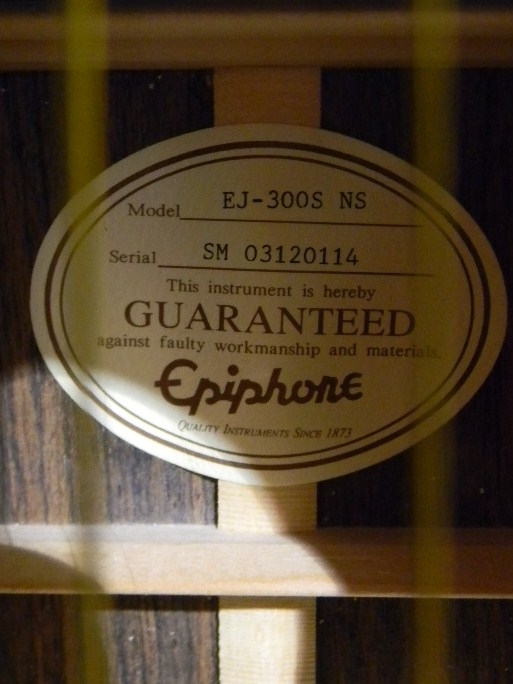 Model EJ-300S NS
Serial SM 03120114
This instrument is hereby
GUARANTEED
against faulty workmanship and materials.
Epiphone
QUALITY INSTRUMENTS SINCE 1873